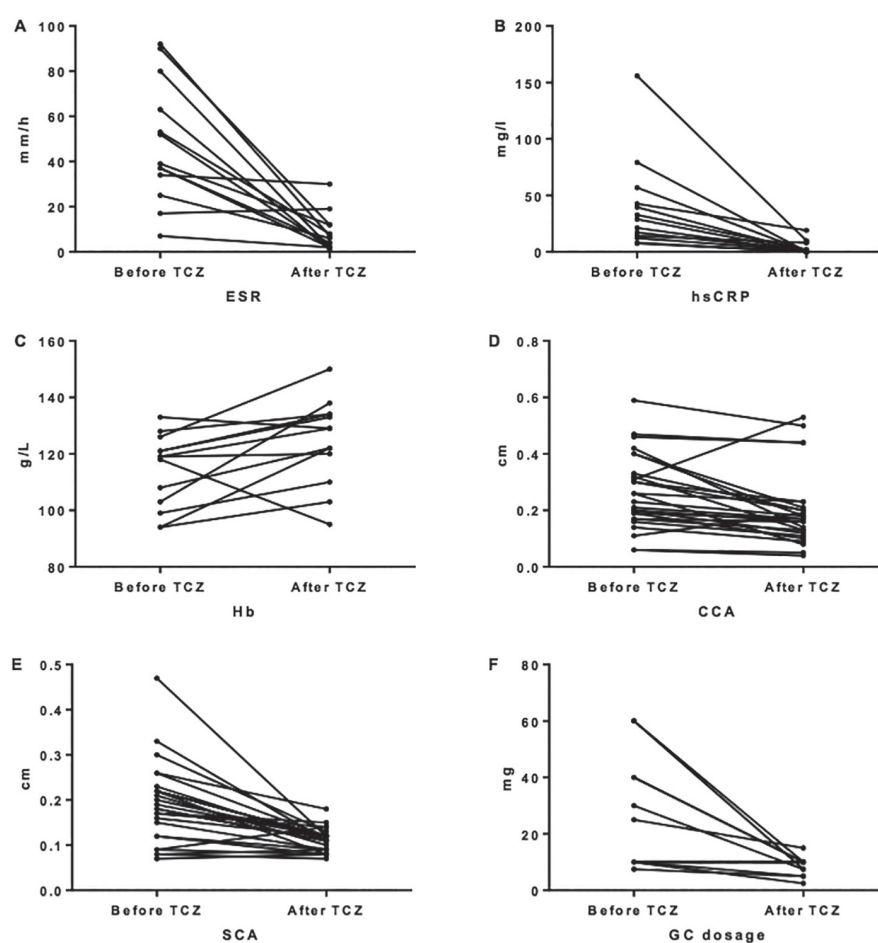 A
mm/h
100
80
60
40
20
0
Before TCZ After TCZ
ESR
B
mg/l
200
150
100
50
0
Before TCZ After TCZ
hsCRP
C
g/L
160
140
120
100
80
Before TCZ After TCZ
Hb
D
cm
0.8
0.6
0.4
0.2
0.0
Before TCZ After TCZ
CCA
E
cm
0.5
0.4
0.3
0.2
0.1
0.0
Before TCZ After TCZ
SCA
F
mg
80
60
40
20
0
Before TCZ After TCZ
GC dosage